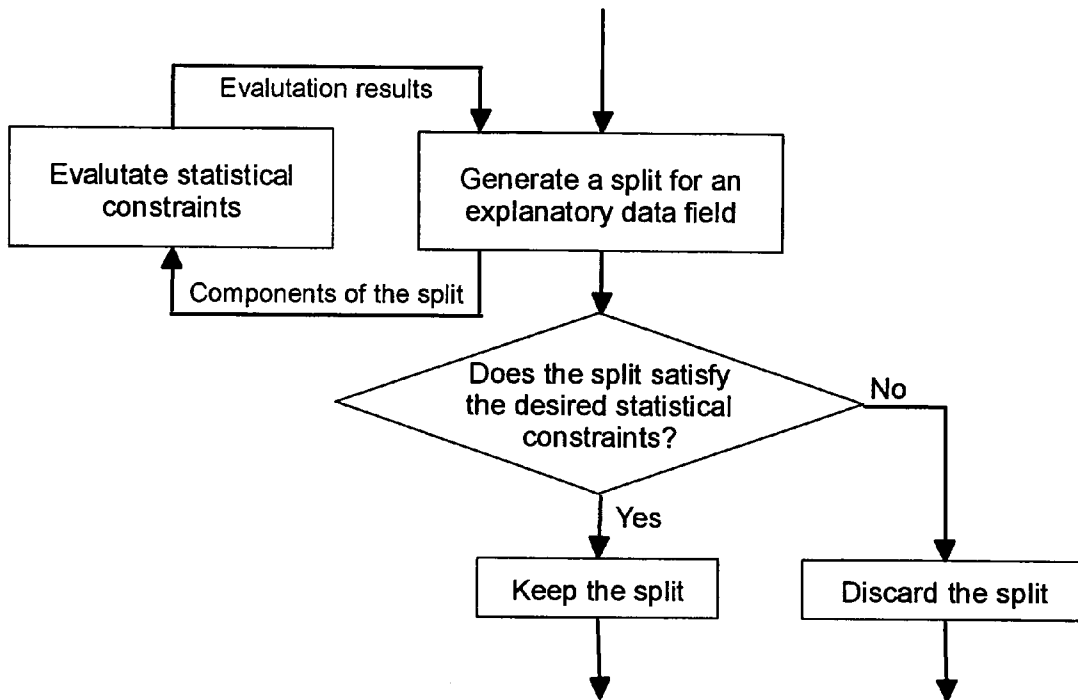 Evalutation results
Evalutate statistical
constraints
Generate a split for an
explanatory data field
Components of the split
Does the split satisfy
the desired statistical
constraints?
No
Yes
Keep the split
Discard the split